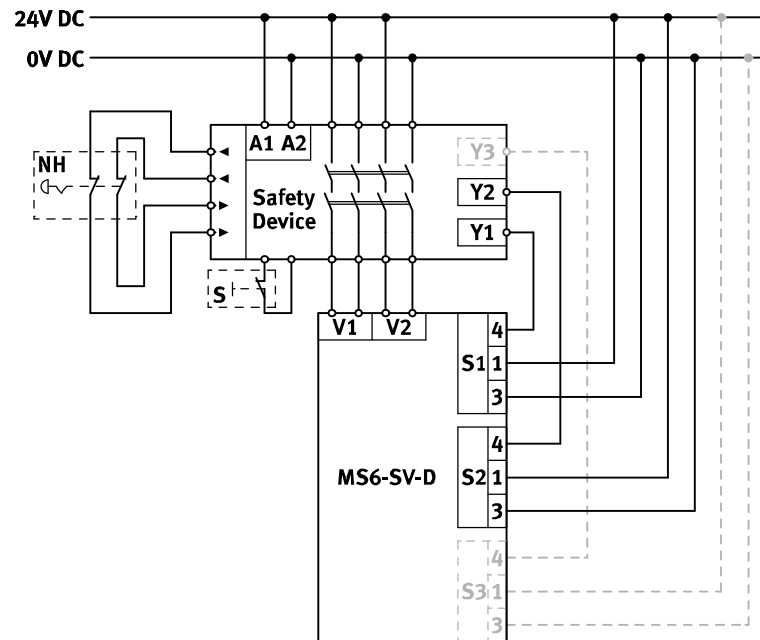 24V DC
0V DC
A1 A2
Y3
NH
Y2
Safety
Device
Y1
S
V1 V2
4
S1 1
3
4
MS6-SV-D S2 1
3
4
S3 1
3